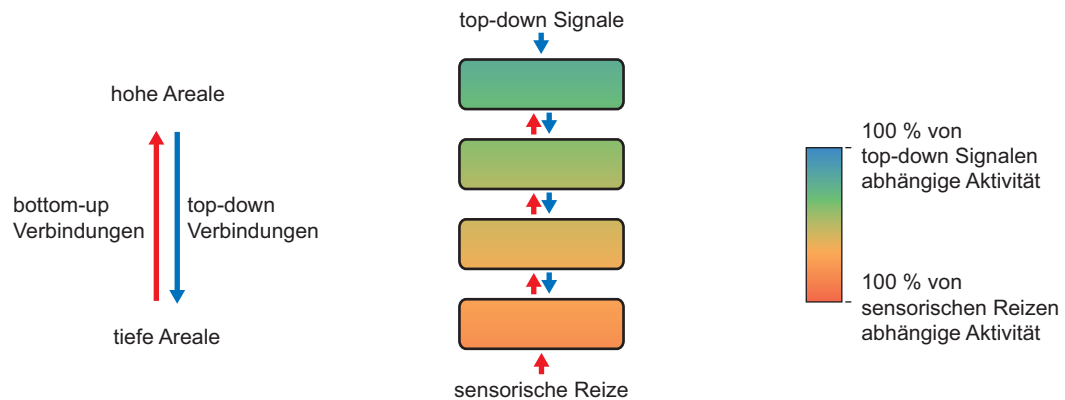 top-down Signale
hohe Areale
bottom-up
Verbindungen
top-down
Verbindungen
tiefe Areale
sensorische Reize
100 % von
top-down Signalen
abhängige Aktivität
100 % von
sensorischen Reizen
abhängige Aktivität